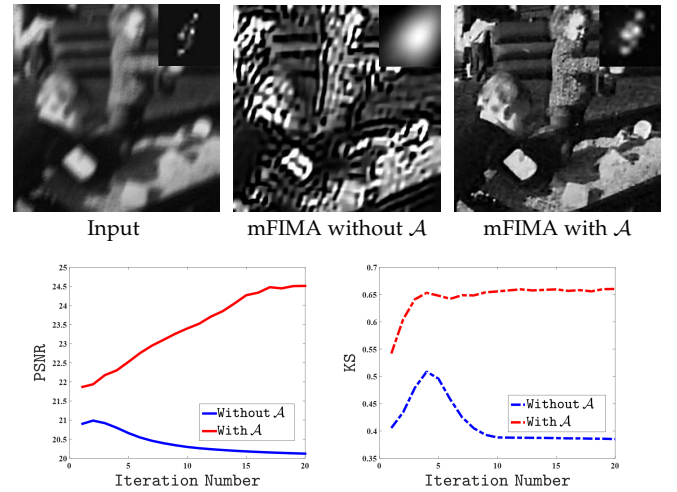 Input
mFIMA without 𝒜
mFIMA with 𝒜
25
24.5
24
23.5
23
22.5
22
21.5
21
20.5
20
0
5
10
15
20
PSNR
Iteration Number
Without 𝒜
With 𝒜
0.7
0.65
0.6
0.55
0.5
0.45
0.4
0.35
0
5
10
15
20
KS
Iteration Number
Without 𝒜
With 𝒜